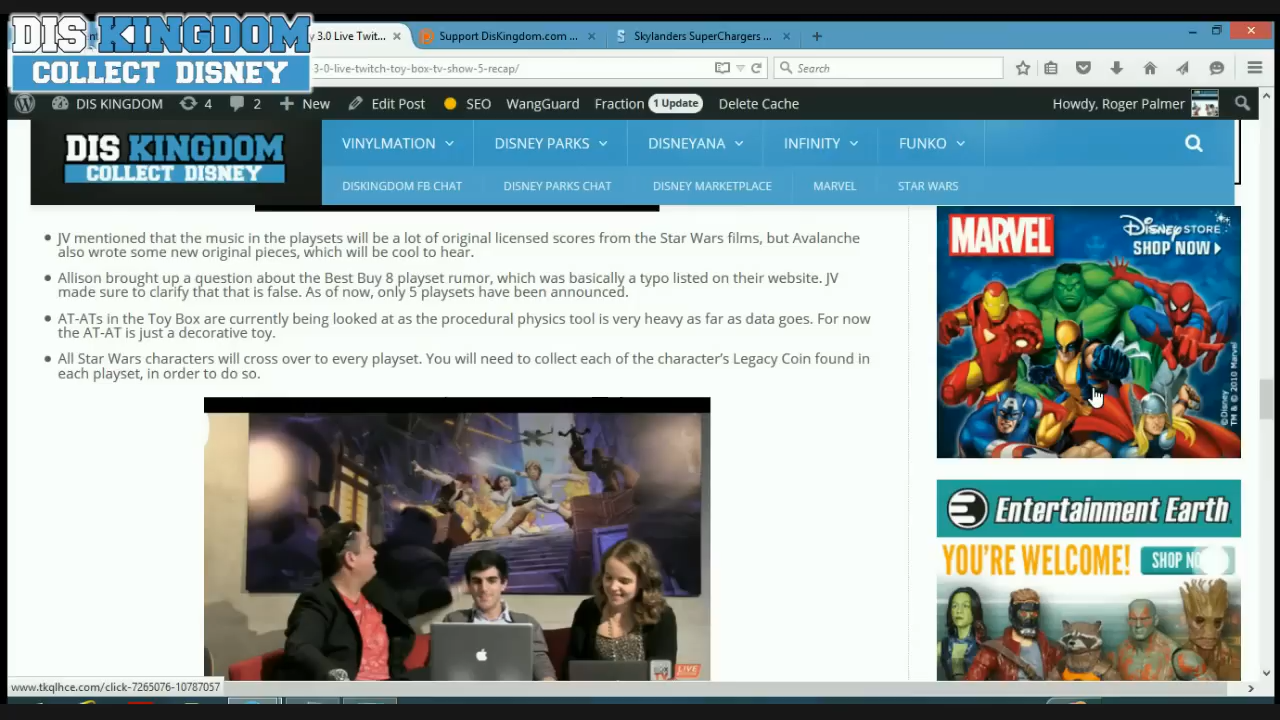 DIS KINGDOM
COLLECT DISNEY
y 3.0 Live Twit...
Support DisKingdom.com ...
Skylanders SuperChargers ...
3-0-live-twitch-toy-box-tv-show-5-recap/
Search
DIS KINGDOM
4
2
New
Edit Post
SEO
WangGuard
Fraction
1 Update
Delete Cache
Howdy, Roger Palmer
DIS KINGDOM
COLLECT DISNEY
VINYLMATION
DISNEY PARKS
DISNEYANA
INFINITY
FUNKO
DISKINGDOM FB CHAT
DISNEY PARKS CHAT
DISNEY MARKETPLACE
MARVEL
STAR WARS
JV mentioned that the music in the playsets will be a lot of original licensed scores from the Star Wars films, but Avalanche
also wrote some new original pieces, which will be cool to hear.
Allison brought up a question about the Best Buy 8 playset rumor, which was basically a typo listed on their website. JV
made sure to clarify that that is false. As of now, only 5 playsets have been announced.
AT-ATs in the Toy Box are currently being looked at as the procedural physics tool is very heavy as far as data goes. For now
the AT-AT is just a decorative toy.
All Star Wars characters will cross over to every playset. You will need to collect each of the character's Legacy Coin found in
each playset, in order to do so.
LIVE
MARVEL
Disney STORE
SHOP NOW
©Disney
TM & © 2010 Marvel
Entertainment Earth
YOU'RE WELCOME!
SHOP
www.tkqlhce.com/click-7265076-10787057